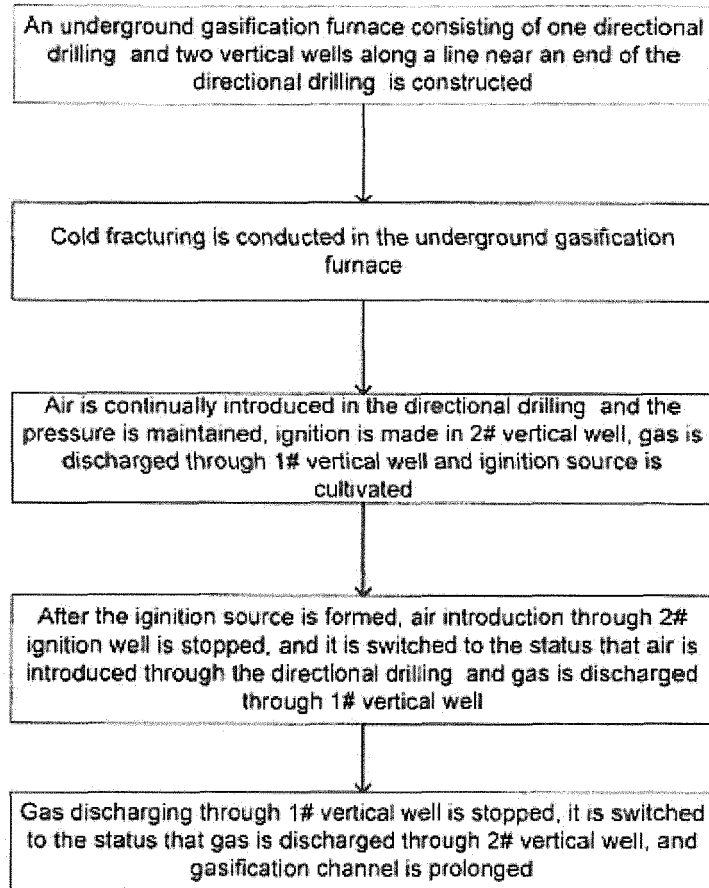 An underground gasification furnace consisting of one directional
drilling and two vertical wells along a line near an end of the
directional drilling is constructed
Cold fracturing is conducted in the underground gasification
furnace
Air is continually introduced in the directional drilling and the
pressure is maintained, ignition is made in 2# vertical well, gas is
discharged through 1# vertical well and iginition source is
cultivated
After the iginition source is formed, air introduction through 2#
ignition well is stopped, and it is switched to the status that air is
introduced through the directional drilling and gas is discharged
through 1# vertical well
Gas discharging through 1# vertical well is stopped, it is switched
to the status that gas is discharged through 2# vertical well, and
gasification channel is prolonged